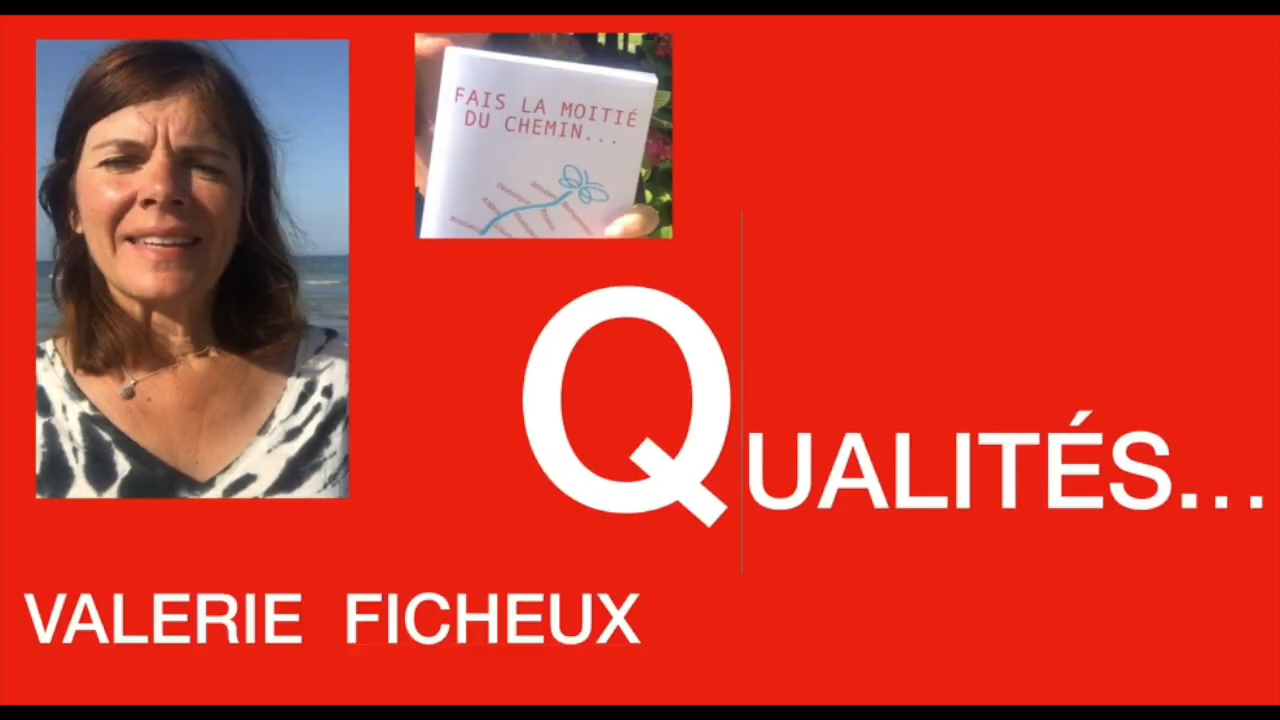 FAIS LA MOITIÉ
DU CHEMIN...
QUALITÉS...
VALERIE FICHEUX